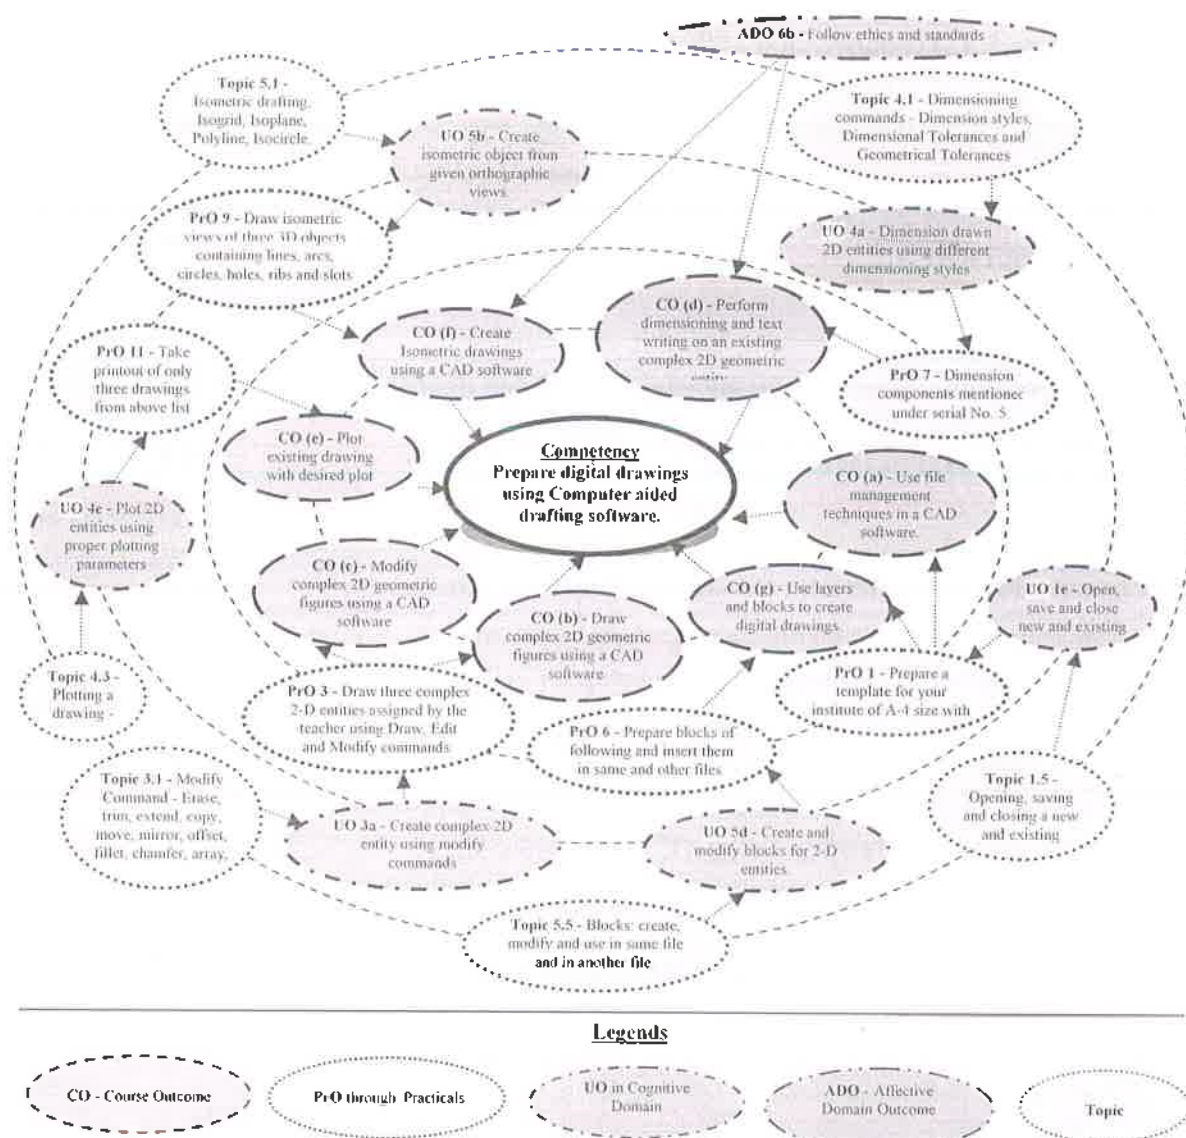 ADO 6b - Follow ethics and standards
Topic 5.1 -
Isometric drafting,
Isogrid, Isoplane,
Polyline, Isocircle.
Topic 4.1 - Dimensioning
commands - Dimension styles,
Dimensional Tolerances and
Geometrical Tolerances
UO 5b - Create
isometric object from
given orthographic
views.
PrO 9 - Draw isometric
views of three 3D objects
containing lines, arcs,
circles, holes, ribs and slots
UO 4a - Dimension drawn
2D entities using different
dimensioning styles
CO (f) - Create
Isometric drawings
using a CAD software
CO (d) - Perform
dimensioning and text
writing on an existing
complex 2D geometric
PrO 11 - Take
printout of only
three drawings
from above list
PrO 7 - Dimension
components mentione
under serial No. 5
CO (e) - Plot
existing drawing
with desired plot
Competency
Prepare digital drawings
using Computer aided
drafting software.
CO (a) - Use file
management
techniques in a CAD
software.
UO 4e - Plot 2D
entities using
proper plotting
parameters
CO (c) - Modify
complex 2D geometric
figures using a CAD
software
CO (b) - Draw
complex 2D geometric
figures using a CAD
software
CO (g) - Use layers
and blocks to create
digital drawings.
UO 1e - Open,
save and close
new and existing
Topic 4.3 -
Plotting a
drawing -
PrO 3 - Draw three complex
2-D entities assigned by the
teacher using Draw, Edit
and Modify commands
PrO 6 - Prepare blocks of
following and insert them
in same and other files
PrO 1 - Prepare a
template for your
institute of A-4 size with
Topic 3.1 - Modify
Command - Erase,
trim, extend, copy,
move, mirror, offset,
fillet, chamfer, array,
UO 3a - Create complex 2D
entity using modify
commands
UO 5d - Create and
modify blocks for 2-D
entities.
Topic 1.5 -
Opening, saving
and closing a new
and existing
Topic 5.5 - Blocks: create,
modify and use in same file
and in another file
Legends
CO - Course Outcome
PrO through Practicals
UO in Cognitive
Domain
ADO - Affective
Domain Outcome
Topic